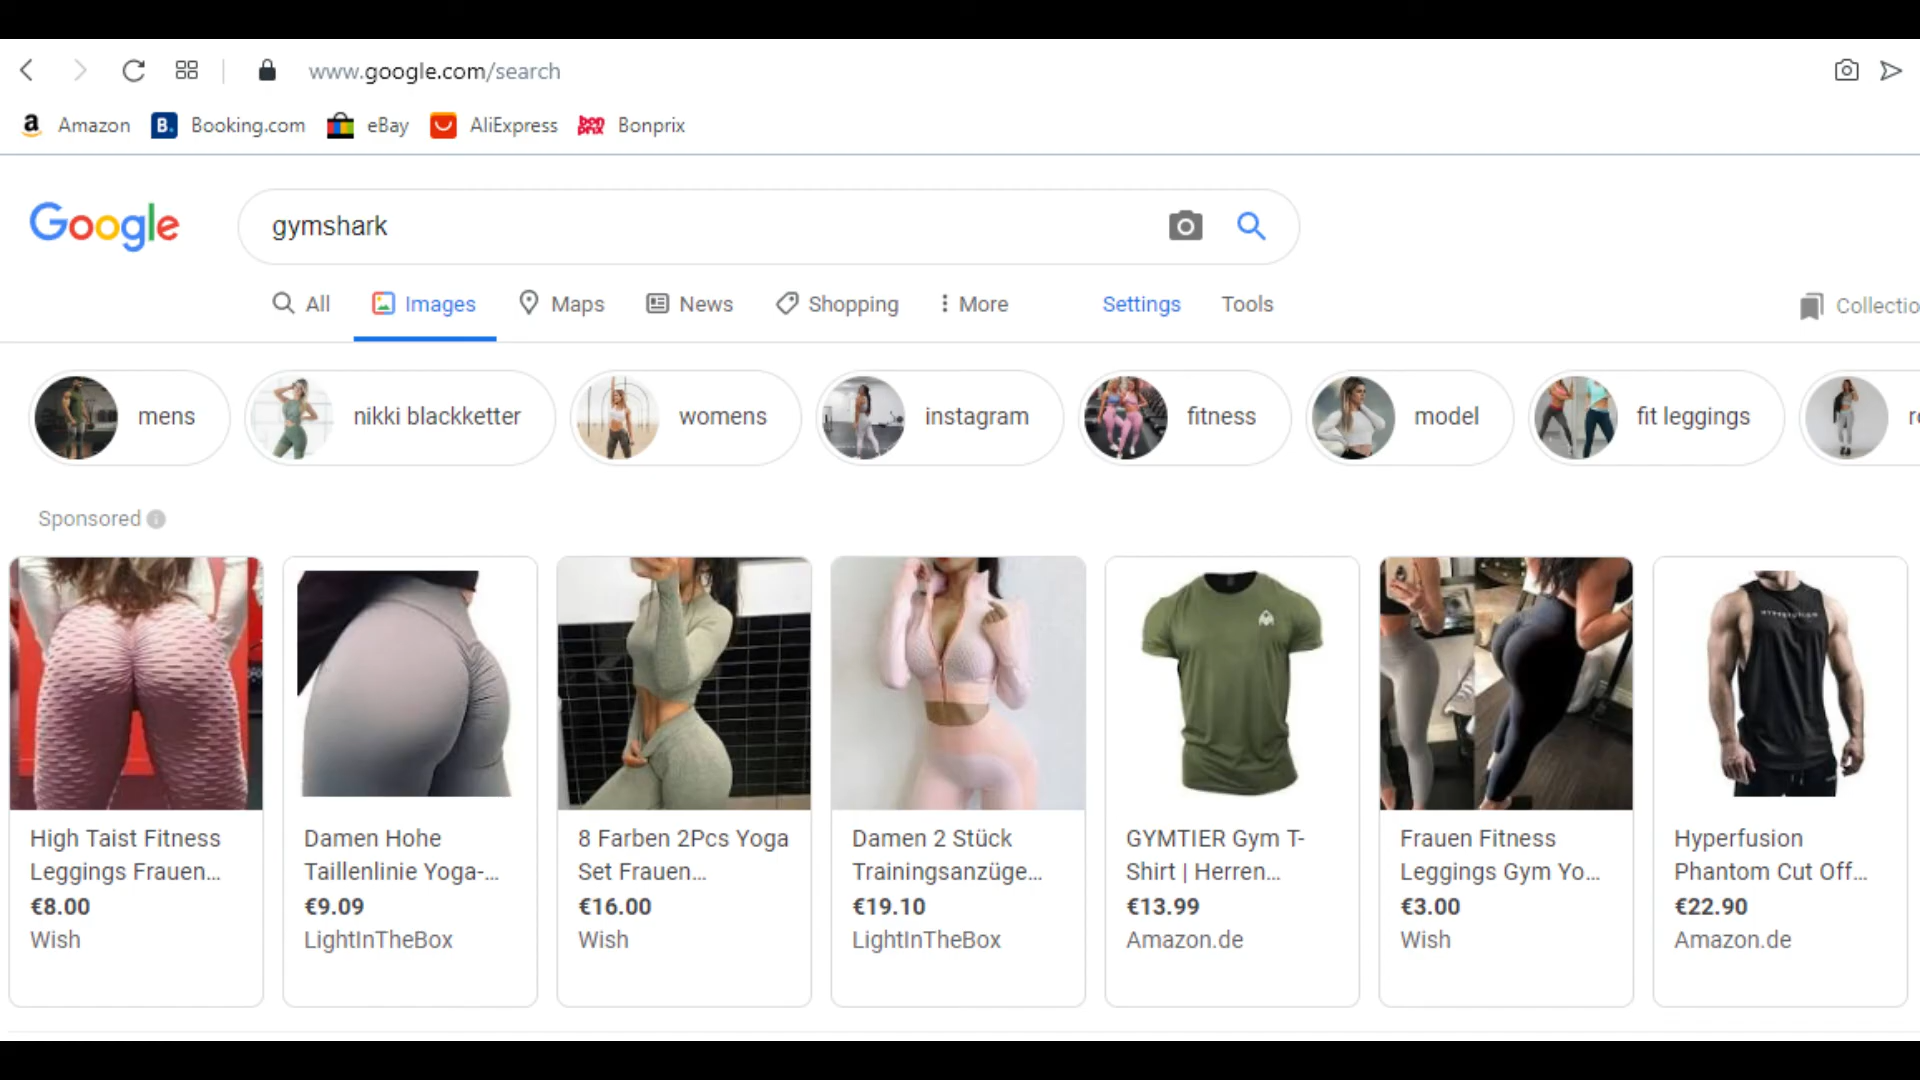 www.google.com/search
Amazon B. Booking.com eBay AliExpress bon prix Bonprix
Google gymshark
All Images Maps News Shopping More Settings Tools Collectio
mens nikki blackketter womens instagram fitness model fit leggings
Sponsored
HYPERFUSION
High Taist Fitness
Leggings Frauen...
€8.00
Wish
Damen Hohe
Taillenlinie Yoga-...
€9.09
LightInTheBox
8 Farben 2Pcs Yoga
Set Frauen...
€16.00
Wish
Damen 2 Stück
Trainingsanzüge...
€19.10
LightInTheBox
GYMTIER Gym T-
Shirt | Herren...
€13.99
Amazon.de
Frauen Fitness
Leggings Gym Yo...
€3.00
Wish
Hyperfusion
Phantom Cut Off...
€22.90
Amazon.de